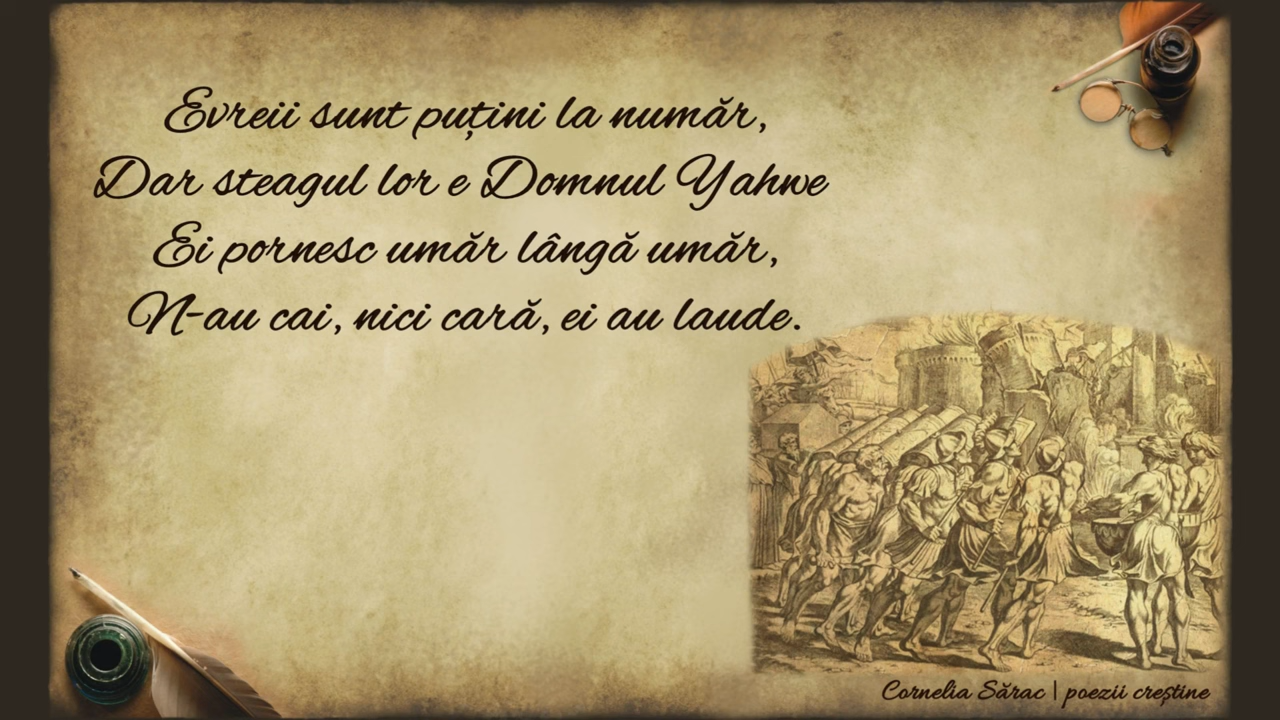 Evreii sunt puțini la număr,
Dar steagul lor e Domnul Yahwe
Ei pornesc umăr lângă umăr,
N-au cai, nici cară, ei au laude.
Cornelia Sărac | poezii creștine